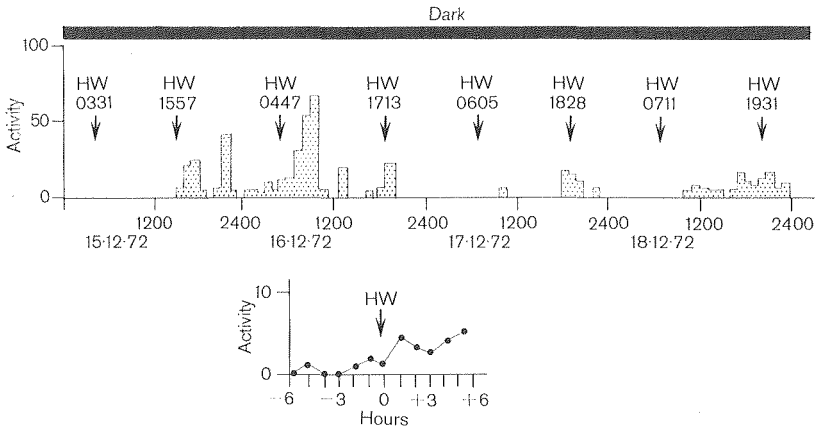 Dark
100
50
0
Activity
HW HW HW HW HW HW HW HW
0331 1557 0447 1713 0605 1828 0711 1931
1200 2400 1200 2400 1200 2400 1200 2400
15·12·72 16·12·72 17·12·72 18·12·72
HW
10
0
Activity
-6 -3 0 +3 +6
Hours